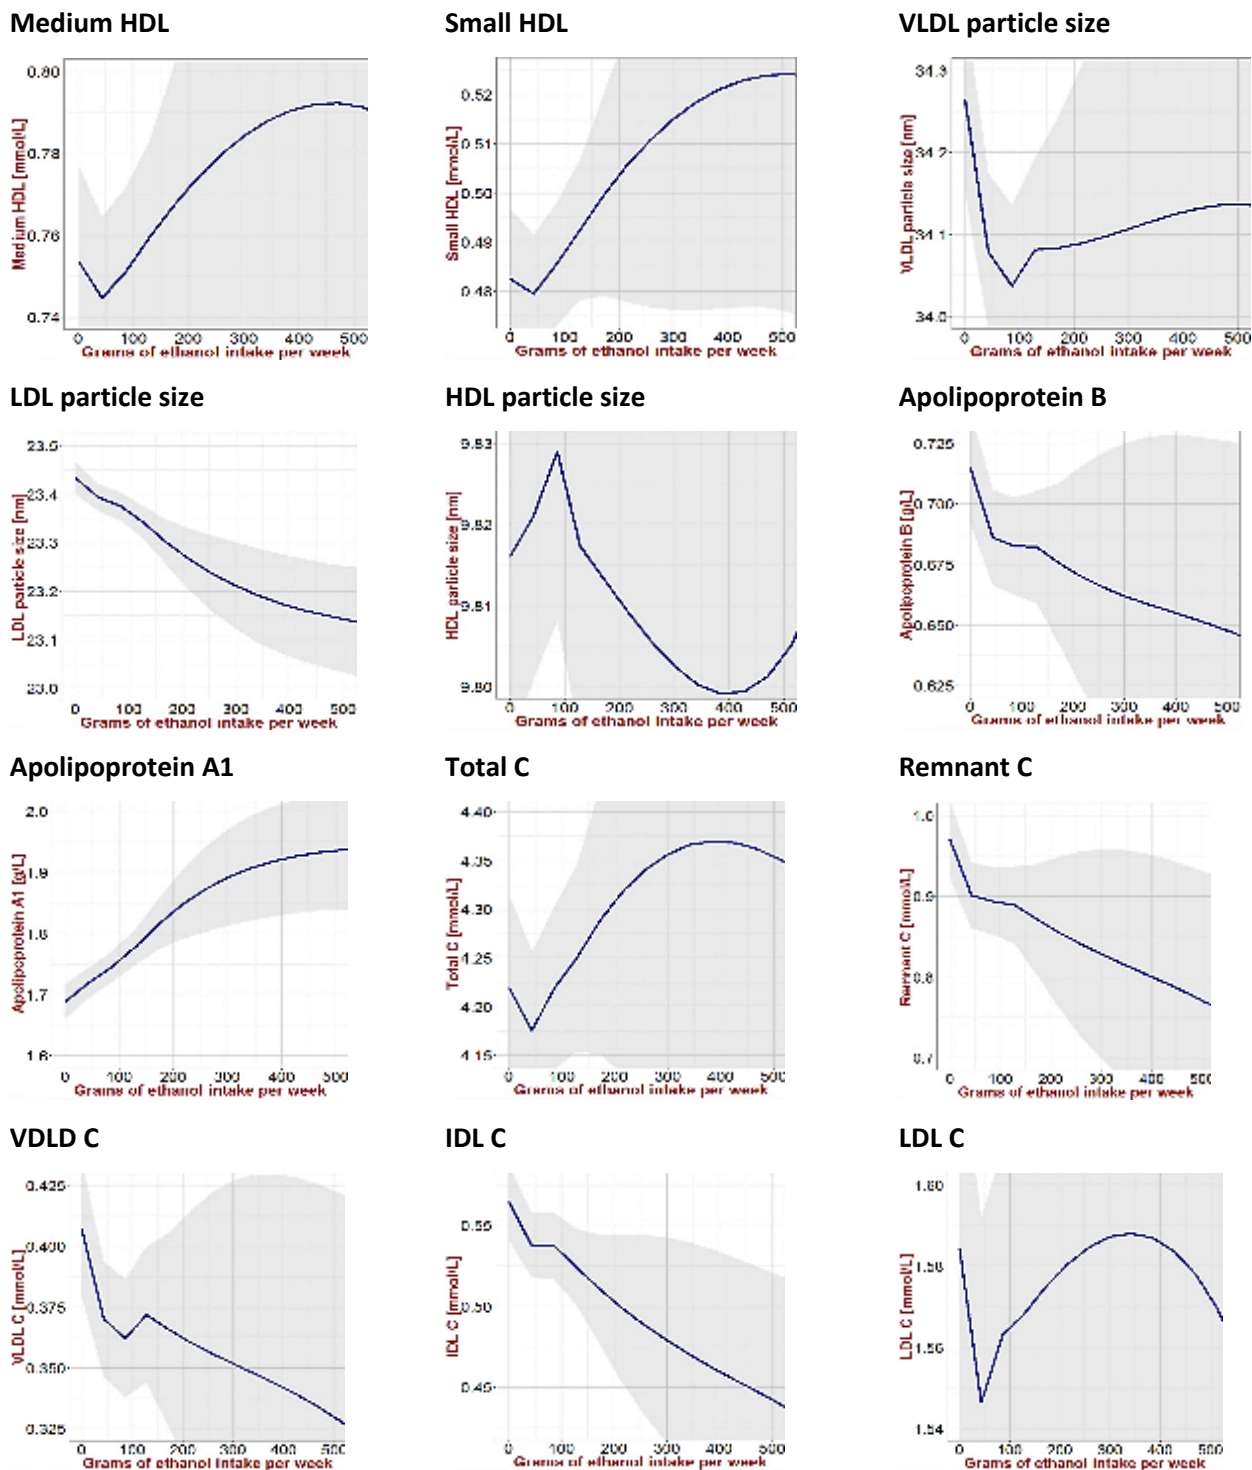 Medium HDL
Small HDL
VLDL particle size
Medium HDL [mmol/L]
0.80
0.78
0.76
0.74
0 100 200 300 400 500
Grams of ethanol intake per week
Small HDL [mmol/L]
0.52
0.51
0.50
0.49
0.48
0 100 200 300 400 500
Grams of ethanol intake per week
VLDL particle size [nm]
34.3
34.2
34.1
34.0
0 100 200 300 400 500
Grams of ethanol intake per week
LDL particle size
HDL particle size
Apolipoprotein B
LDL particle size [nm]
23.5
23.4
23.3
23.2
23.1
23.0
0 100 200 300 400 500
Grams of ethanol intake per week
HDL particle size [nm]
9.83
9.82
9.81
9.80
0 100 200 300 400 500
Grams of ethanol intake per week
Apolipoprotein B [g/L]
0.725
0.700
0.675
0.650
0.625
0 100 200 300 400 500
Grams of ethanol intake per week
Apolipoprotein A1
Total C
Remnant C
Apolipoprotein A1 [g/L]
2.0
1.9
1.8
1.7
1.6
0 100 200 300 400 500
Grams of ethanol intake per week
Total C [mmol/L]
4.40
4.35
4.30
4.25
4.20
4.15
0 100 200 300 400 500
Grams of ethanol intake per week
Remnant C [mmol/L]
1.0
0.9
0.8
0.7
0 100 200 300 400 500
Grams of ethanol intake per week
VDLD C
IDL C
LDL C
VLDL C [mmol/L]
0.425
0.400
0.375
0.350
0.325
0 100 200 300 400 500
Grams of ethanol intake per week
IDL C [mmol/L]
0.55
0.50
0.45
0 100 200 300 400 500
Grams of ethanol intake per week
LDL C [mmol/L]
1.60
1.58
1.56
1.54
0 100 200 300 400 500
Grams of ethanol intake per week